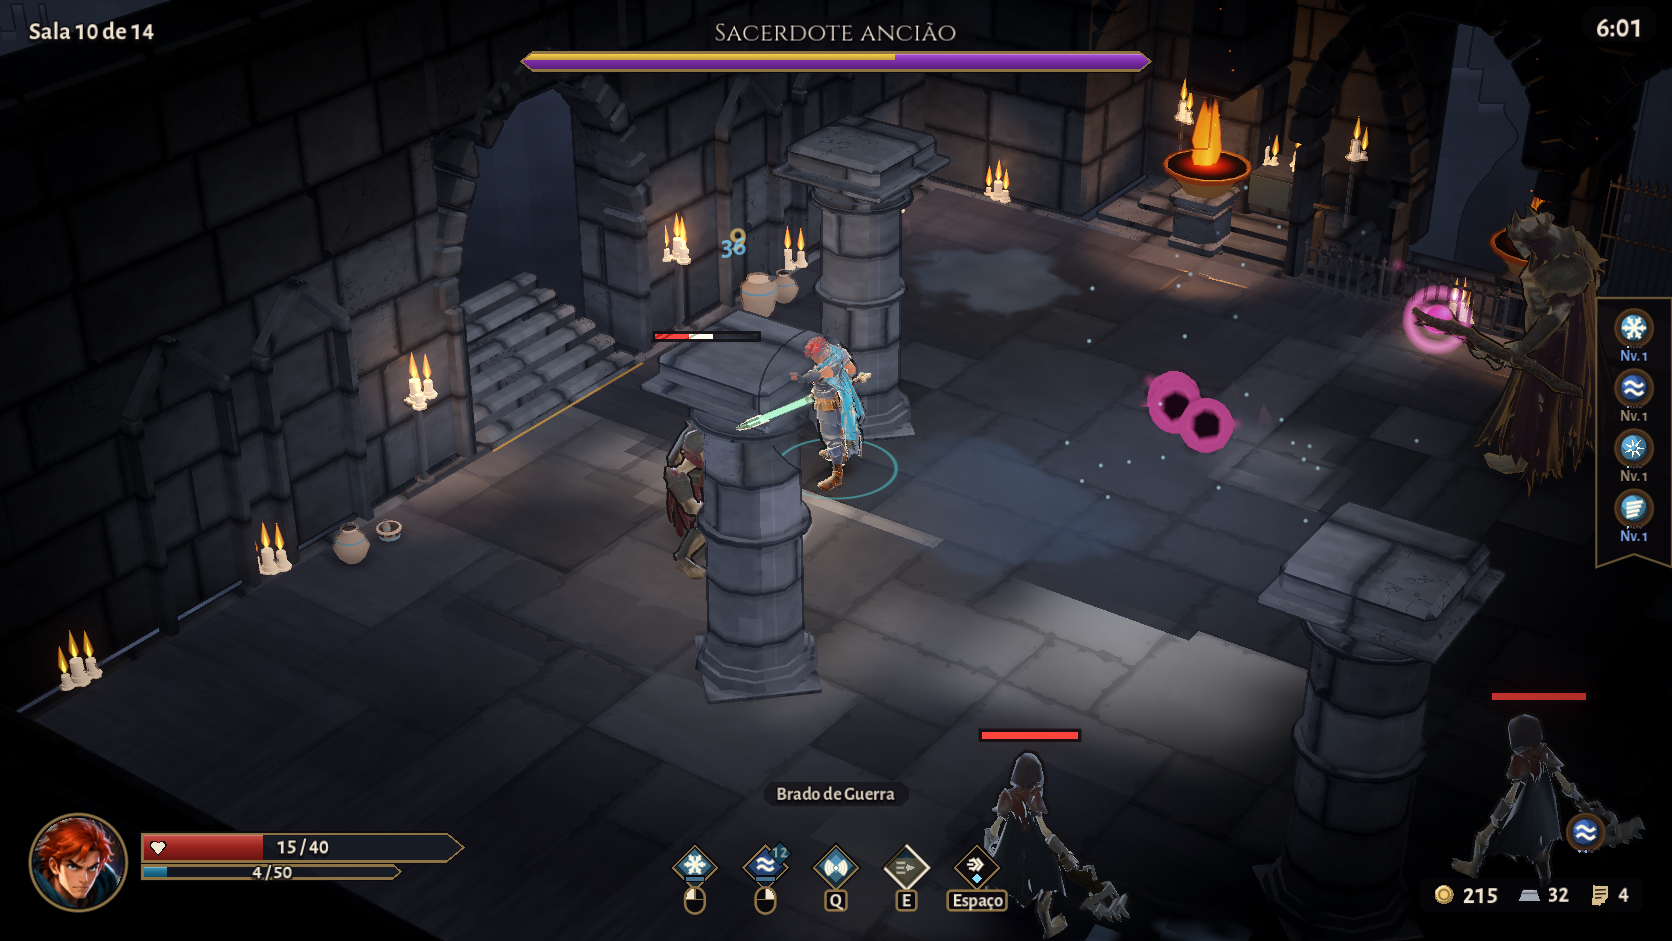 Sala 10 de 14
SACERDOTE ANCIÃO
6:01
36
Nv.1
Nv.1
Nv.1
Nv.1
Brado de Guerra
15/40
4/50
12
Q
E
Espaço
215
32
4